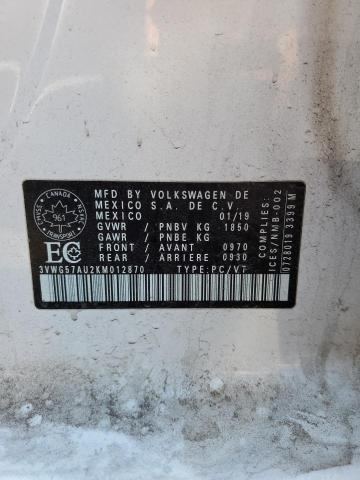 MFD BY VOLKSWAGEN DE
MEXICO S.A. DE C.V.
MEXICO 01/19
GVWR / PNBV KG 1850
GAWR / PNBE KG
FRONT / AVANT 0970
REAR / ARRIERE 0930
3VWG57AU2KM012870 TYPE:PC/VT
CANADA
961
TRANSPORT
EC
COMPLIES:
ICES/NMB-002
0728019 3399M